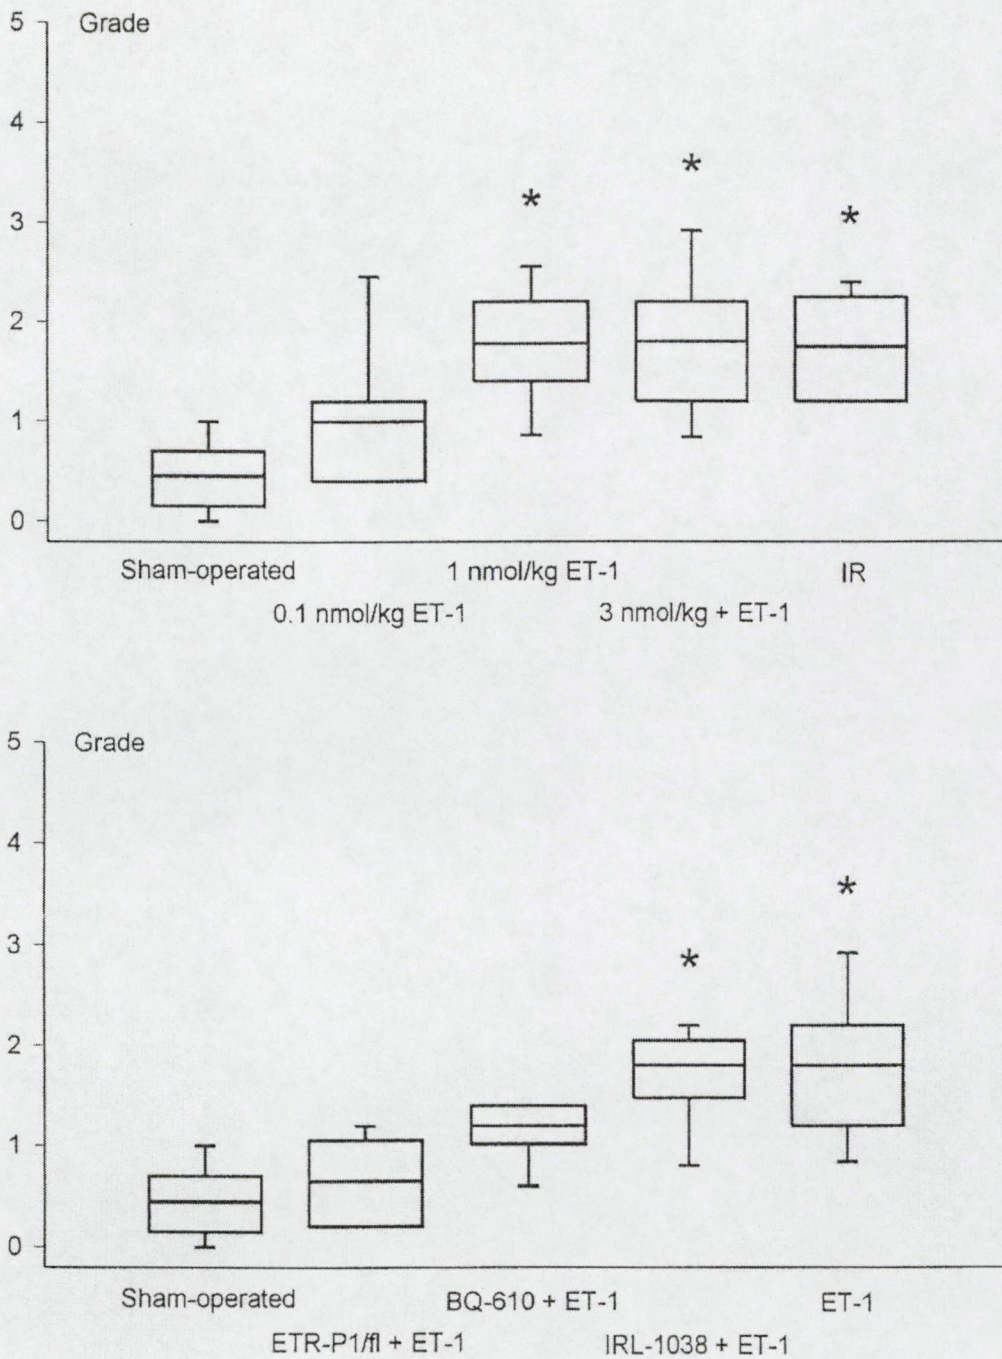 5 Grade
4
* *
3 *
2
1
0
Sham-operated 1 nmol/kg ET-1 IR
0.1 nmol/kg ET-1 3 nmol/kg + ET-1
5 Grade
4
*
3 *
2
1
0
Sham-operated BQ-610 + ET-1 ET-1
ETR-P1/fl + ET-1 IRL-1038 + ET-1